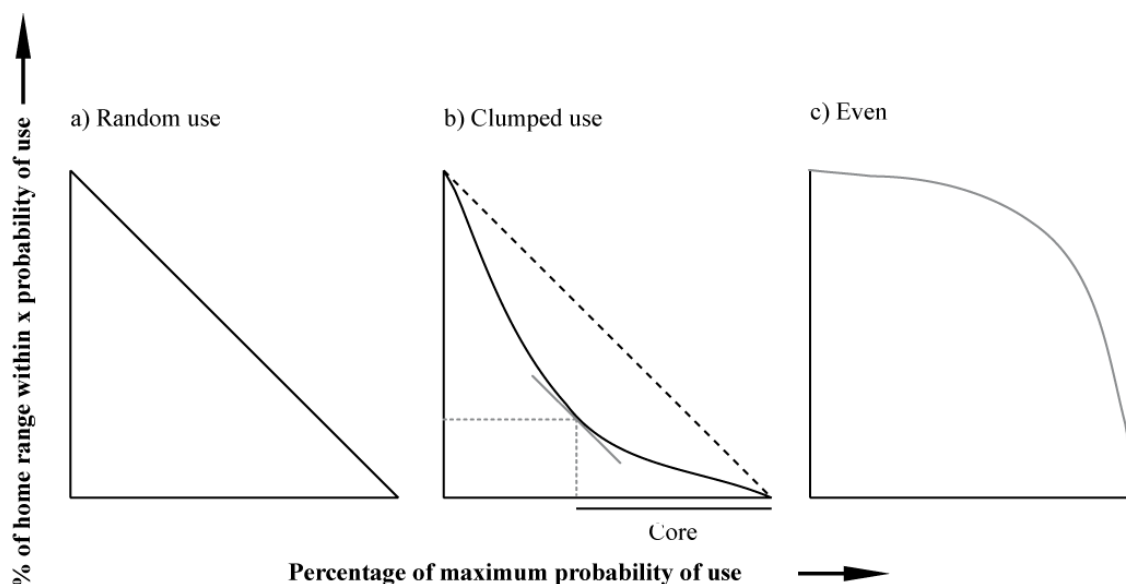 % of home range within x probability of use
a) Random use
b) Clumped use
c) Even
Core
Percentage of maximum probability of use